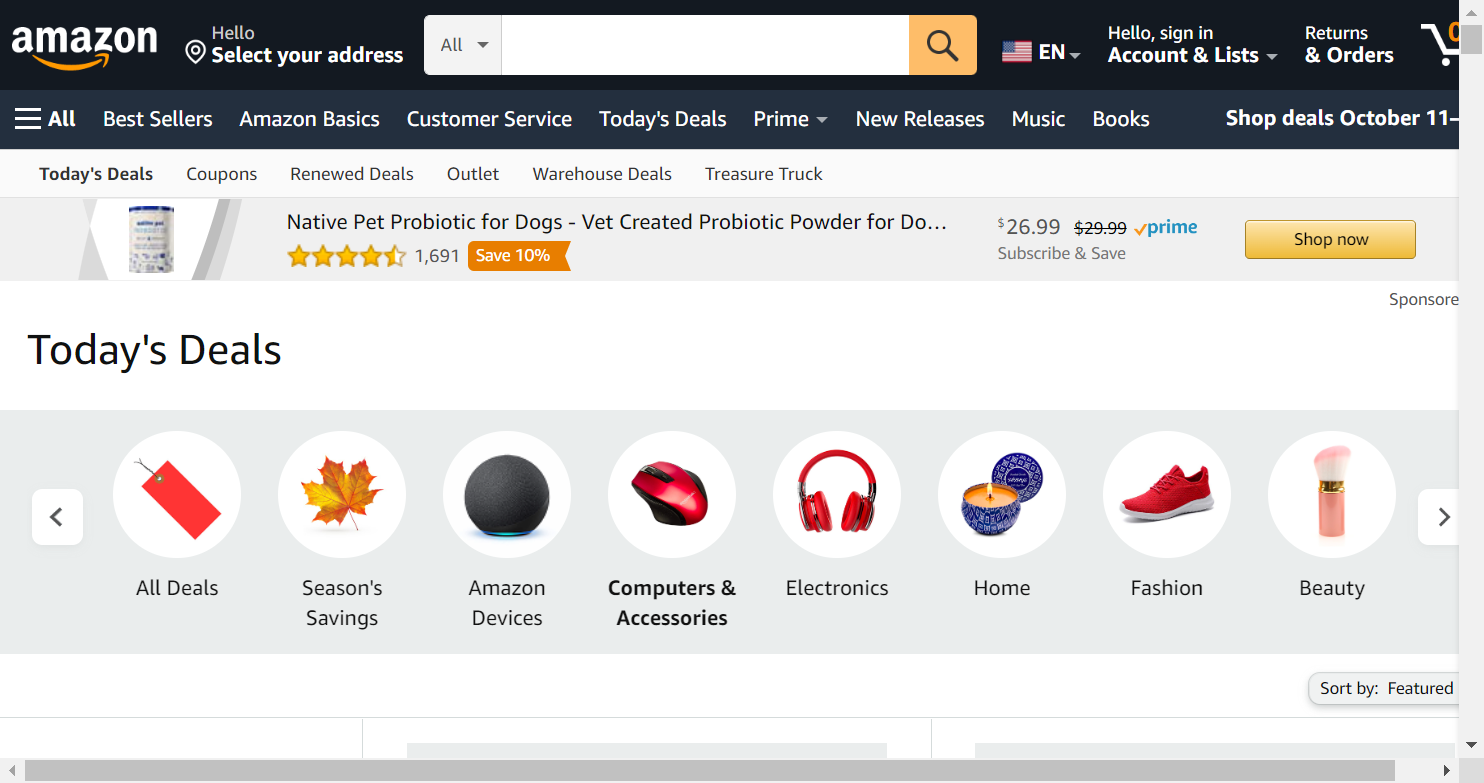 amazon
Hello
Select your address
All
EN
Hello, sign in
Account & Lists
Returns
& Orders
0
All
Best Sellers
Amazon Basics
Customer Service
Today's Deals
Prime
New Releases
Music
Books
Shop deals October 11–
Today's Deals
Coupons
Renewed Deals
Outlet
Warehouse Deals
Treasure Truck
native pet
Native Pet Probiotic for Dogs - Vet Created Probiotic Powder for Do...
1,691
Save 10%
$26.99
$29.99
prime
Subscribe & Save
Shop now
Sponsore
Today's Deals
All Deals
Season's
Savings
Amazon
Devices
Computers &
Accessories
Electronics
Home
Fashion
Beauty
Sort by: Featured